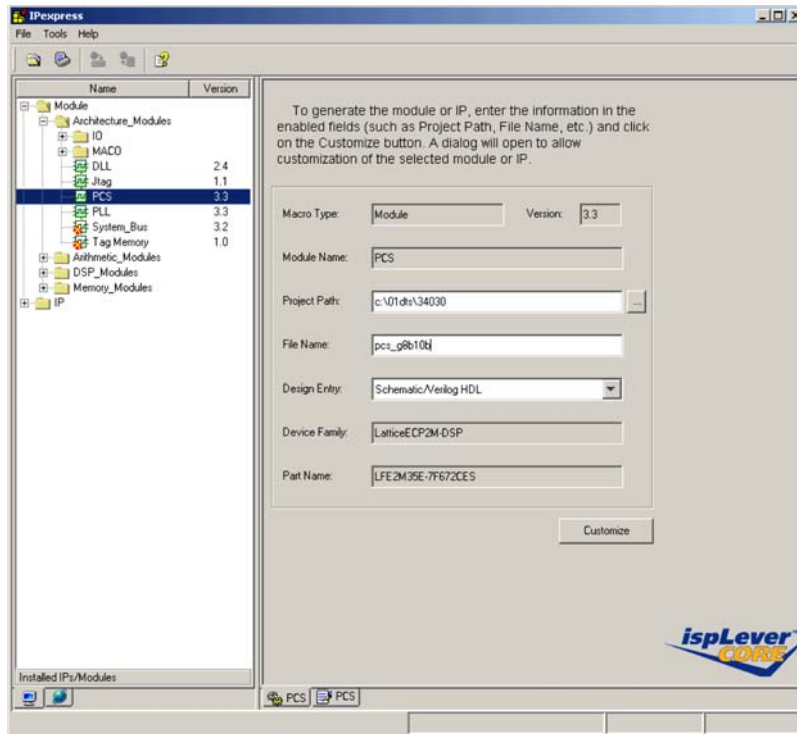 IPexpress
File Tools Help
Name Version
Module
Architecture_Modules
IO
MACO
DLL 2.4
Jtag 1.1
PCS 3.3
PLL 3.3
System_Bus 3.2
Tag Memory 1.0
Arithmetic_Modules
DSP_Modules
Memory_Modules
IP
Installed IPs/Modules
To generate the module or IP, enter the information in the
enabled fields (such as Project Path, File Name, etc.) and click
on the Customize button. A dialog will open to allow
customization of the selected module or IP.
Macro Type: Module Version: 3.3
Module Name: PCS
Project Path: c:\01dts\34030 ...
File Name: pcs_g8b10b
Design Entry: Schematic/Verilog HDL
Device Family: LatticeECP2M-DSP
Part Name: LFE2M35E-7F672CES
Customize
ispLever
CORE
PCS PCS